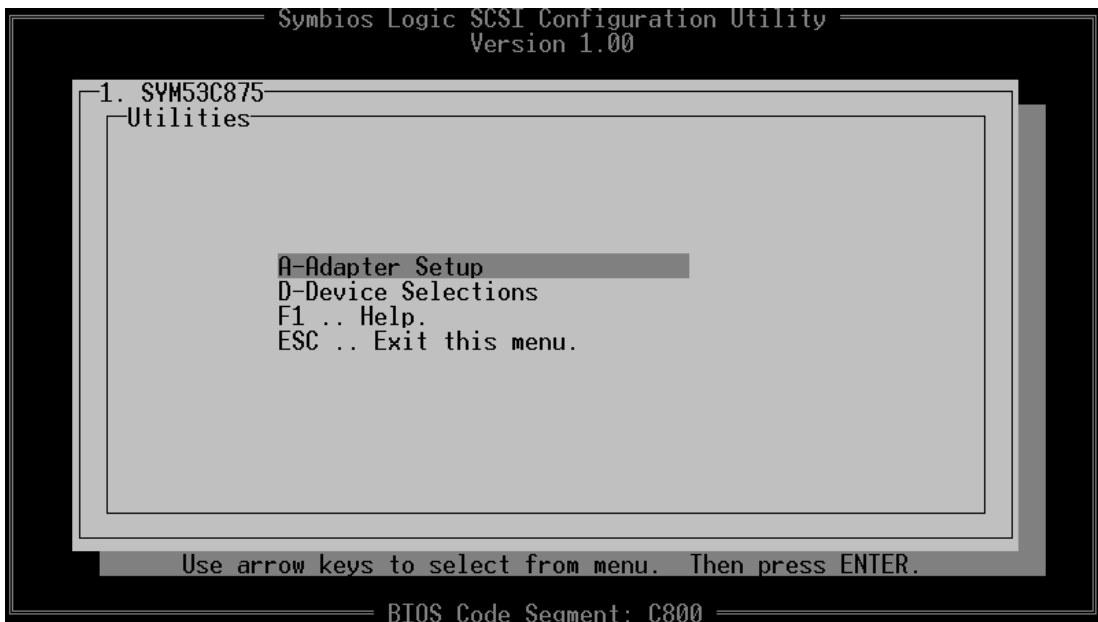 Symbios Logic SCSI Configuration Utility
Version 1.00
1. SYM53C875
Utilities
A-Adapter Setup
D-Device Selections
F1 .. Help.
ESC .. Exit this menu.
Use arrow keys to select from menu.  Then press ENTER.
BIOS Code Segment: C800